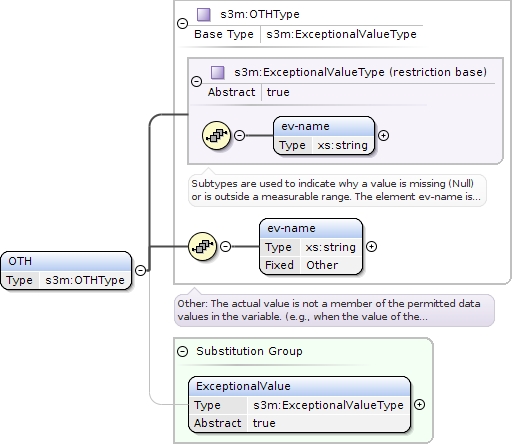 s3m:OTHType
Base Type s3m:ExceptionalValueType
s3m:ExceptionalValueType (restriction base)
Abstract true
ev-name
Type xs:string
Subtypes are used to indicate why a value is missing (Null)
or is outside a measurable range. The element ev-name is...
ev-name
Type xs:string
Fixed Other
OTH
Type s3m:OTHType
Other: The actual value is not a member of the permitted data
values in the variable. (e.g., when the value of the...
Substitution Group
ExceptionalValue
Type s3m:ExceptionalValueType
Abstract true